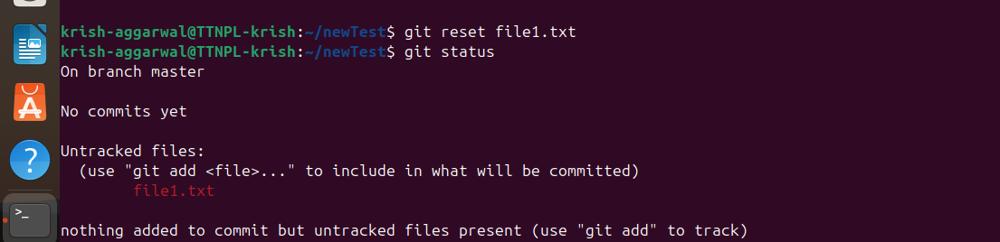 krish-aggarwal@TTNPL-krish:~/newTest$ git reset file1.txt
krish-aggarwal@TTNPL-krish:~/newTest$ git status
On branch master
No commits yet
Untracked files:
  (use "git add <file>..." to include in what will be committed)
        file1.txt
nothing added to commit but untracked files present (use "git add" to track)